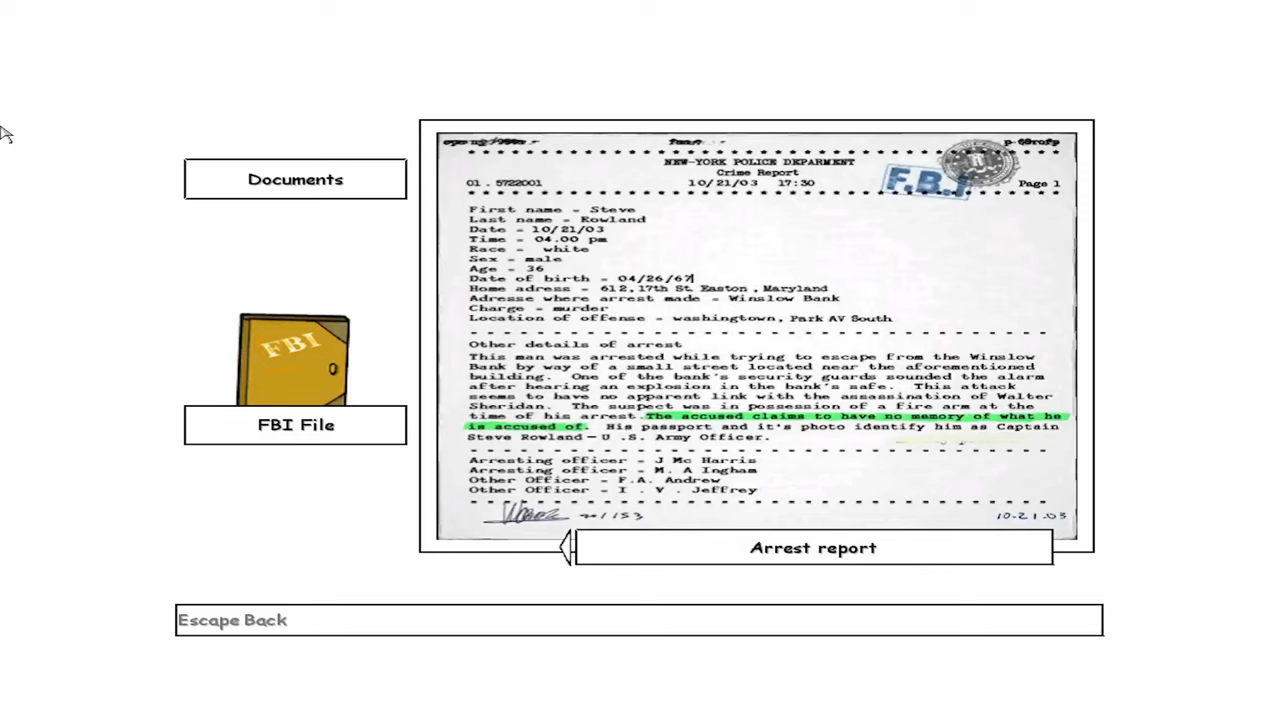 Documents
FBI
FBI File
NEW-YORK POLICE DEPARMENT
Crime Report
01 . 5722001 10/21/03 17:30 Page 1
F.B.I
First name - Steve
Last name - Rowland
Date - 10/21/03
Time - 04.00 pm
Race - white
Sex - male
Age - 36
Date of birth - 04/26/67
Home adress - 612, 17th St. Easton , Maryland
Adresse where arrest made - Winslow Bank
Charge - murder
Location of offense - washingtown, Park AV South
Other details of arrest
This man was arrested while trying to escape from the Winslow
Bank by way of a small street located near the aforementioned
building. One of the bank's security guards sounded the alarm
after hearing an explosion in the bank's safe. This attack
seems to have no apparent link with the assassination of Walter
Sheridan. The suspect was in possession of a fire arm at the
time of his arrest. The accused claims to have no memory of what he
is accused of. His passport and it's photo identify him as Captain
Steve Rowland - U .S. Army Officer.
Arresting officer - J Mc Harris
Arresting officer - M. A Ingham
Other Officer - F.A. Andrew
Other Officer - I . V . Jeffrey
10.21.03
Arrest report
Escape Back